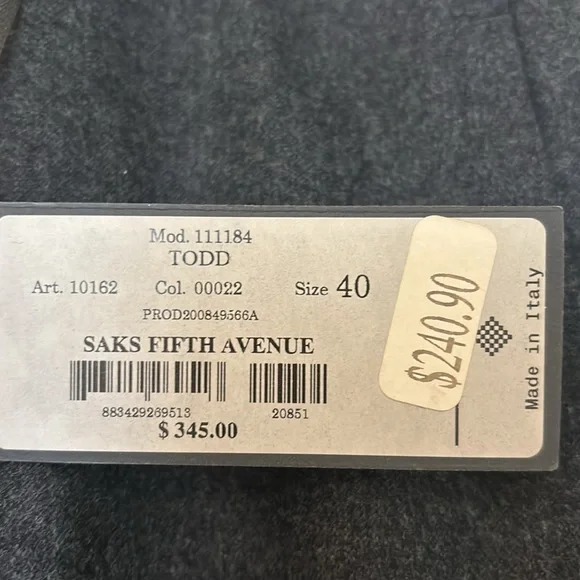 Mod. 111184
TODD
Art. 10162 Col. 00022 Size 40
PROD200849566A
SAKS FIFTH AVENUE
883429269513 20851
$ 345.00
$240.90
Made in Italy